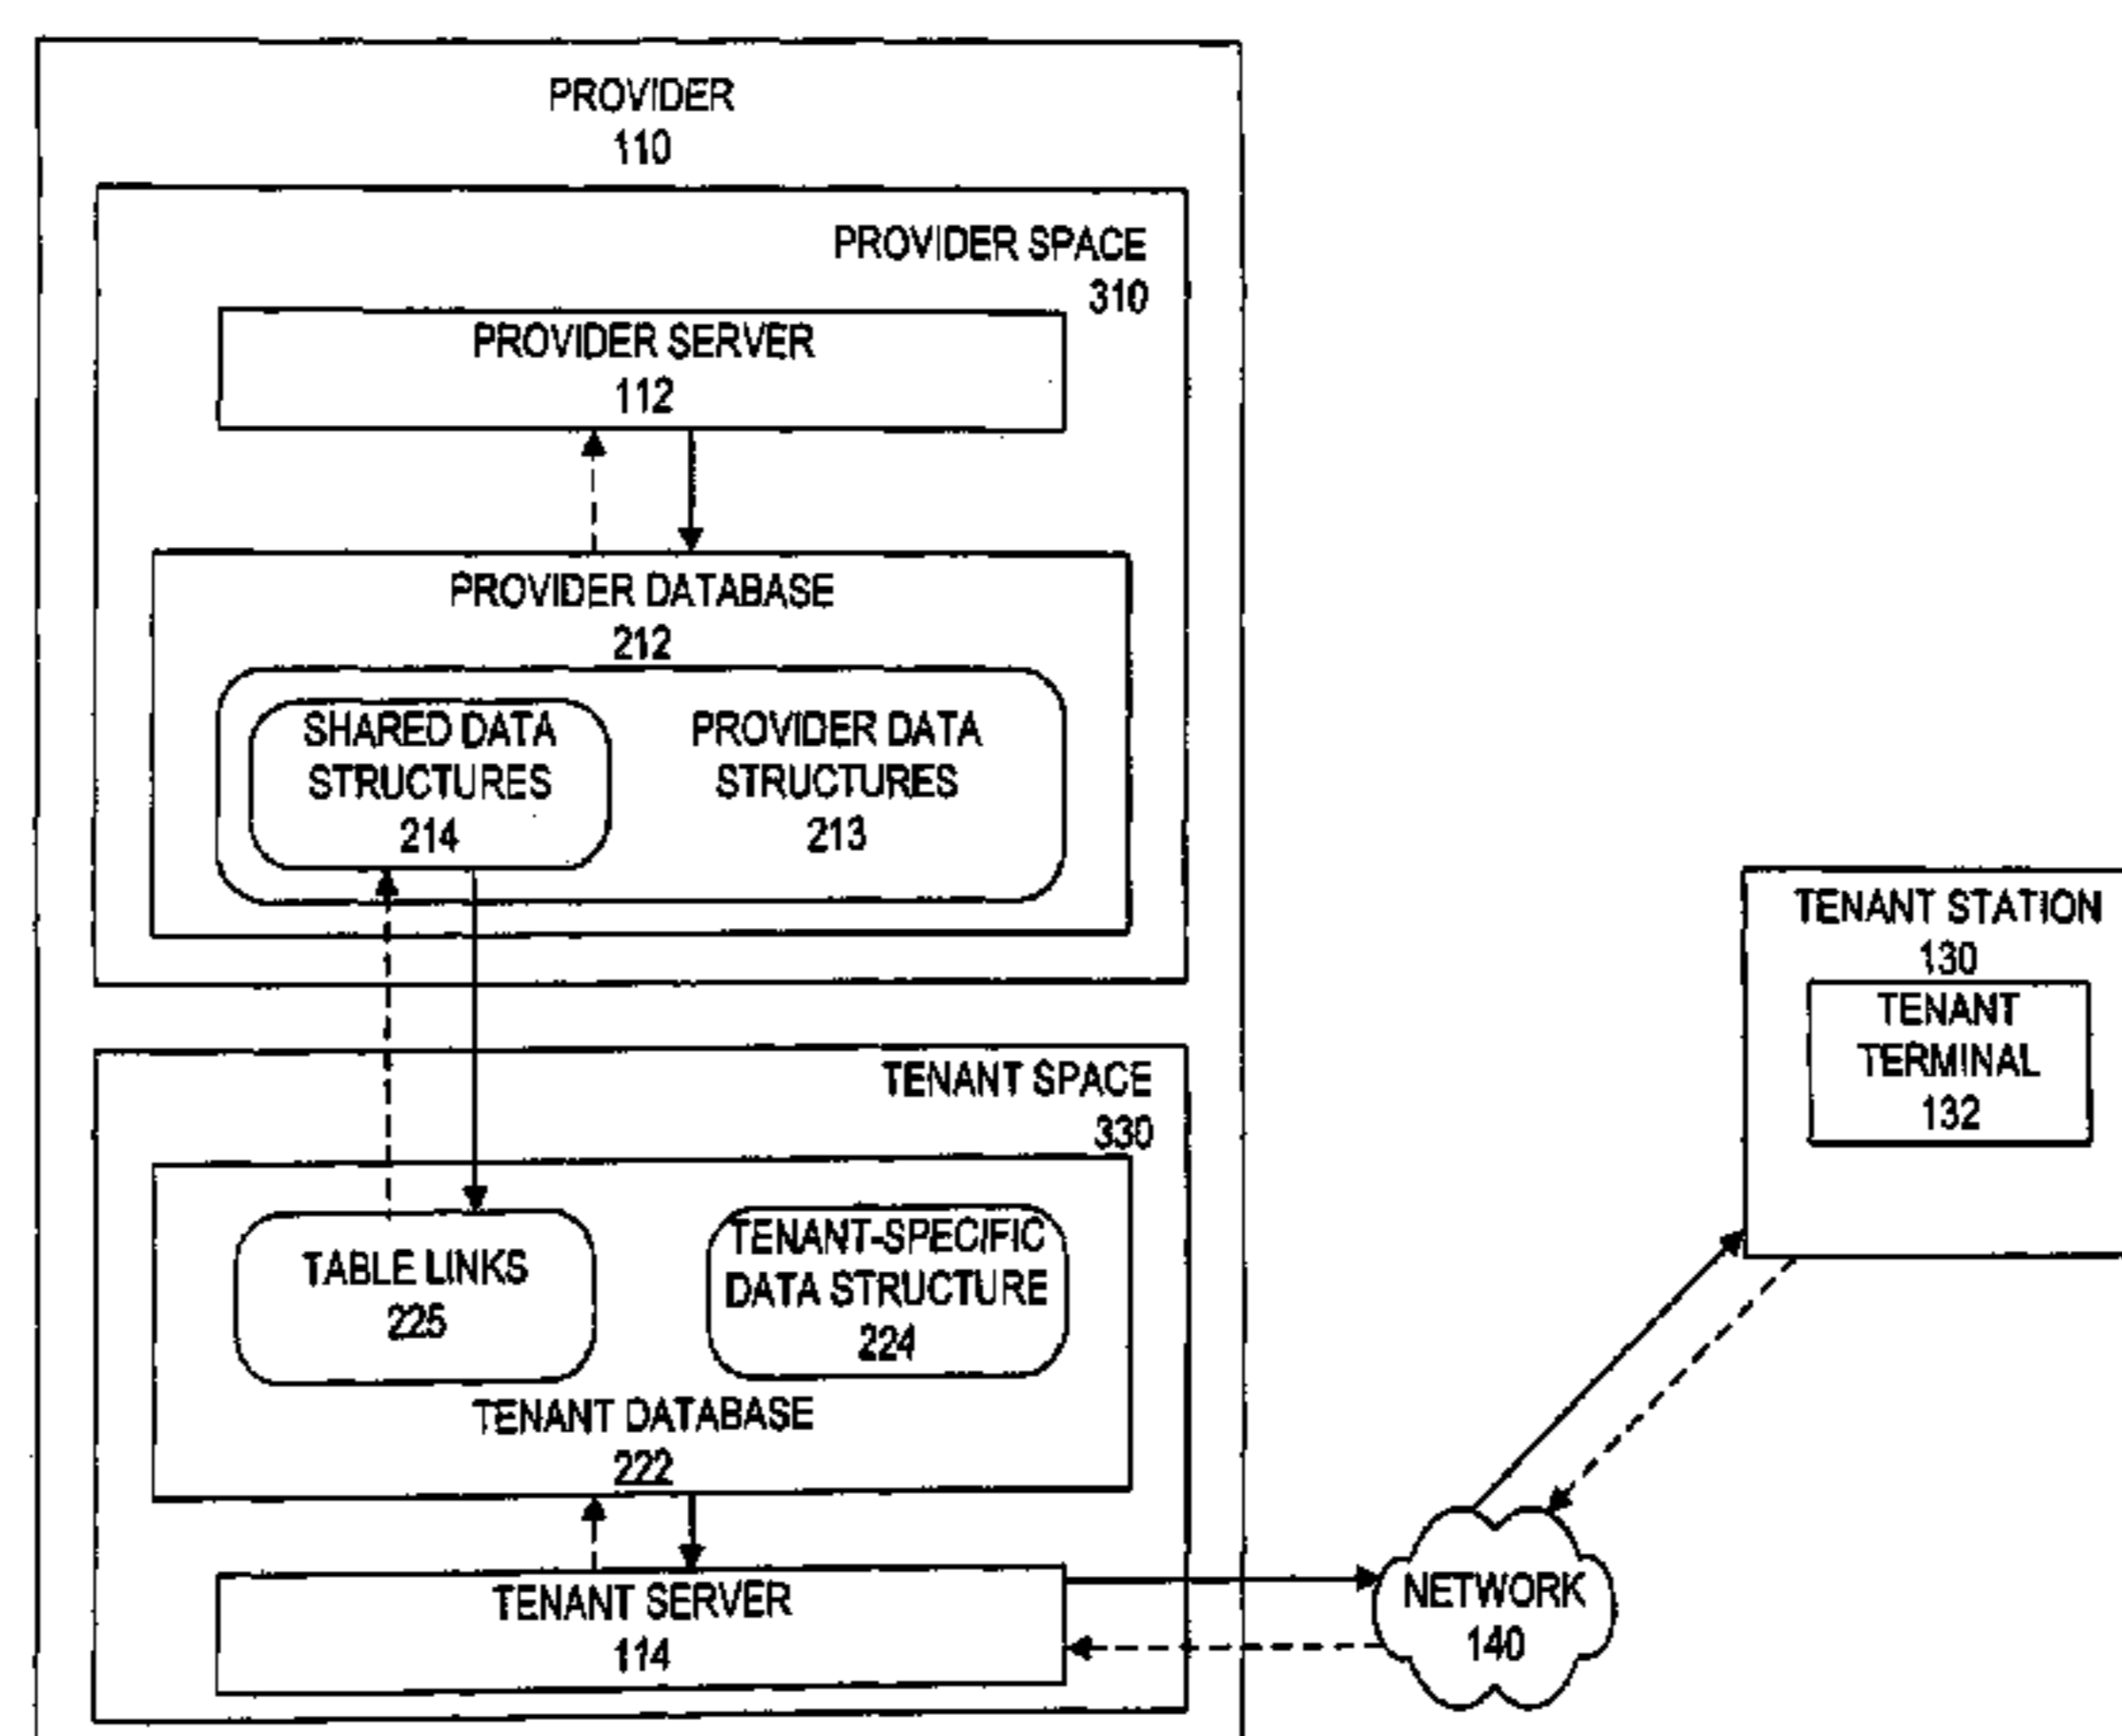 PROVIDER
110
PROVIDER SPACE
310
PROVIDER SERVER
112
PROVIDER DATABASE
212
SHARED DATA
STRUCTURES
214
PROVIDER DATA
STRUCTURES
213
TENANT SPACE
330
TABLE LINKS
225
TENANT-SPECIFIC
DATA STRUCTURE
224
TENANT DATABASE
222
TENANT SERVER
114
NETWORK
140
TENANT STATION
130
TENANT
TERMINAL
132